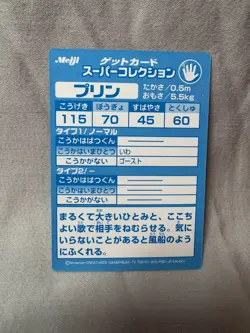 Meiji
ゲットカード
スーパーコレクション
プリン
たかさ/0.5m
おもさ/5.5kg
こうげき ぼうぎょ すばやさ とくしゅ
115 70 45 60
タイプ1/ノーマル
こうかはばつぐん
こうかはいまひとつ いわ
こうかはなし ゴースト
タイプ2/－
こうかはばつぐん
こうかはいまひとつ
こうかはなし
まるくて大きいひとみと、ここち
よい歌で相手をねむらせる。気に
いらないことがあると風船のよう
にふくれる。